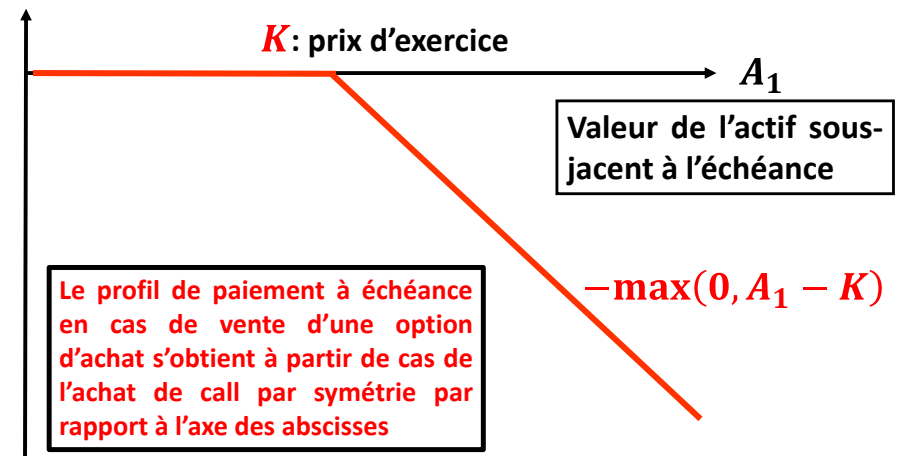 K: prix d’exercice
A₁
Valeur de l’actif sous-
jacent à l’échéance
−max(0, A₁ − K)
Le profil de paiement à échéance
en cas de vente d’une option
d’achat s’obtient à partir de cas de
l’achat de call par symétrie par
rapport à l’axe des abscisses